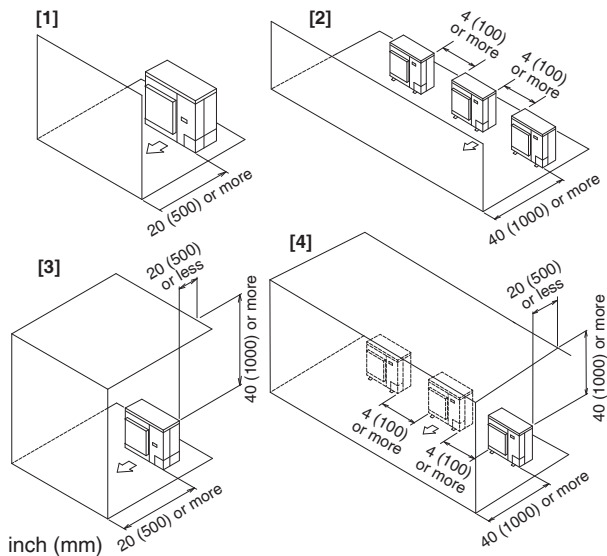 [1]
20 (500) or more
[2]
4 (100)
or more
4 (100)
or more
40 (1000) or more
[3]
20 (500)
or less
40 (1000) or more
20 (500) or more
[4]
20 (500)
or less
40 (1000) or more
4 (100)
or more
4 (100)
or more
40 (1000) or more
inch (mm)